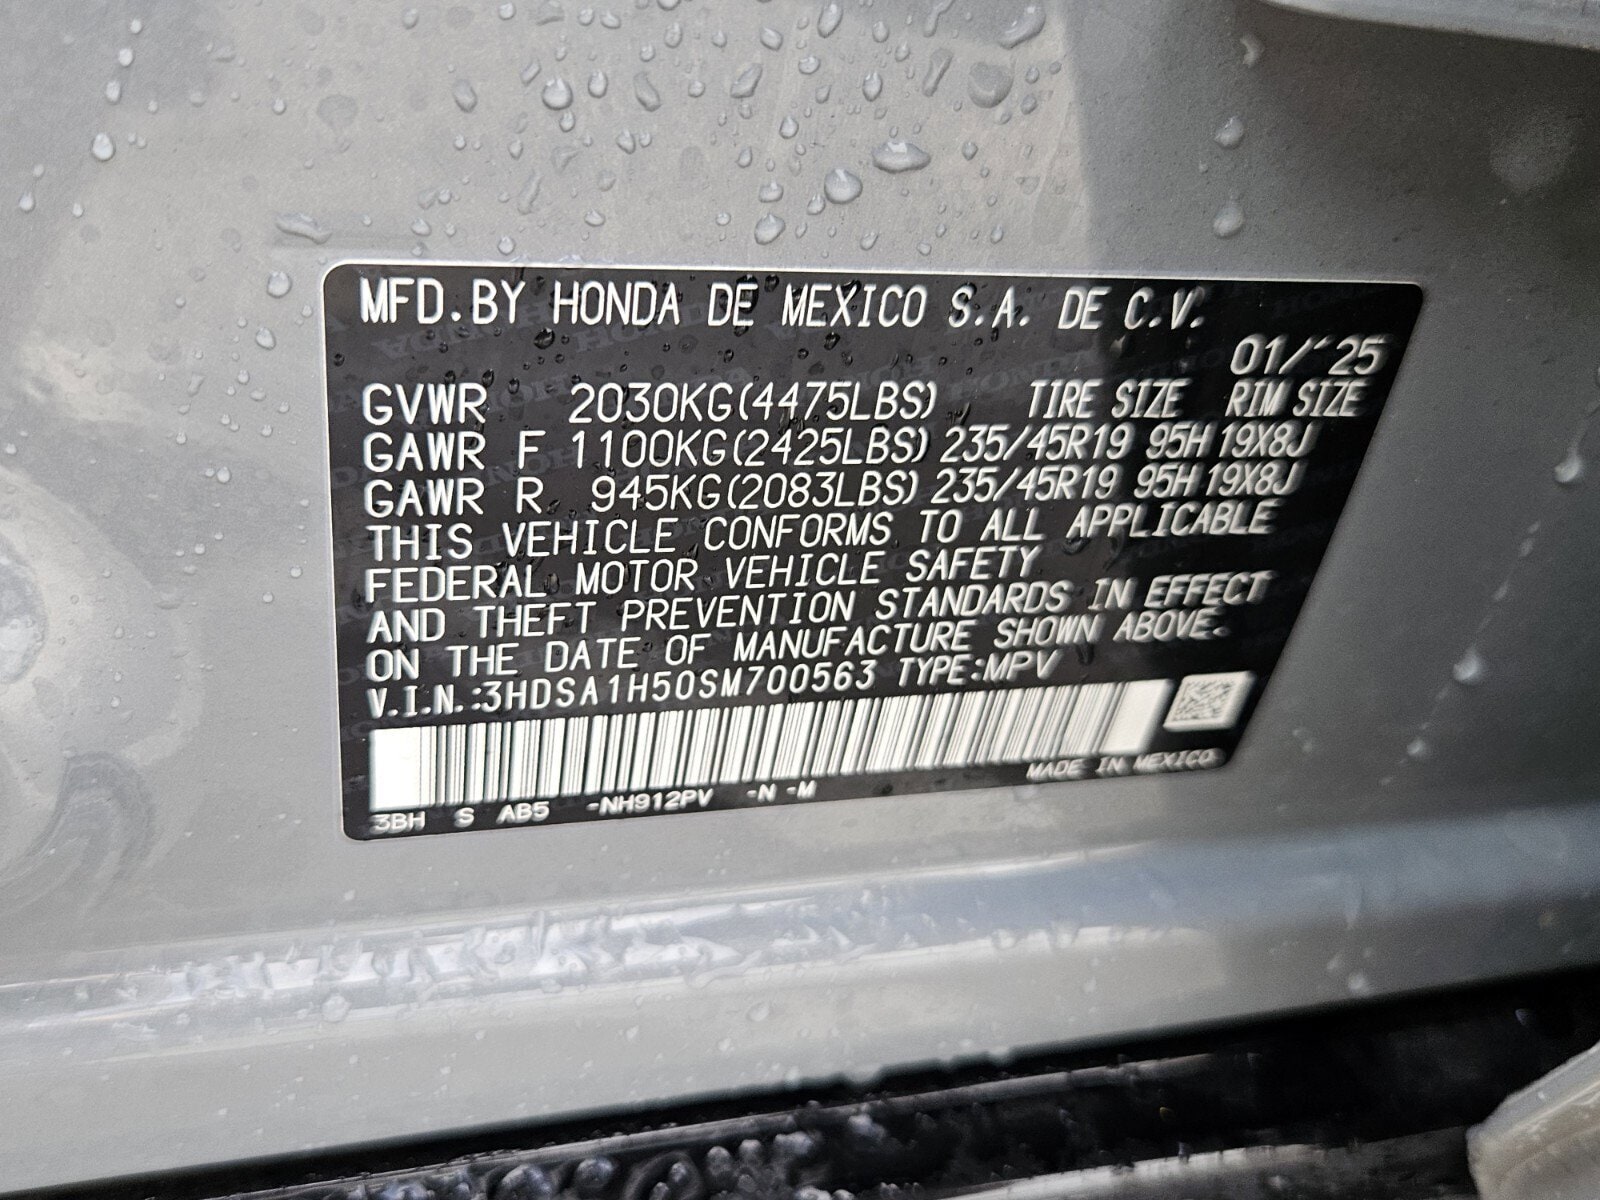 MFD.BY HONDA DE MEXICO S.A. DE C.V.
01/'25
GVWR 2030KG(4475LBS) TIRE SIZE RIM SIZE
GAWR F 1100KG(2425LBS) 235/45R19 95H 19X8J
GAWR R 945KG(2083LBS) 235/45R19 95H 19X8J
THIS VEHICLE CONFORMS TO ALL APPLICABLE
FEDERAL MOTOR VEHICLE SAFETY
AND THEFT PREVENTION STANDARDS IN EFFECT
ON THE DATE OF MANUFACTURE SHOWN ABOVE.
V.I.N.:3HDSA1H50SM700563 TYPE:MPV
MADE IN MEXICO
3BH S AB5 -NH912PV -N -M